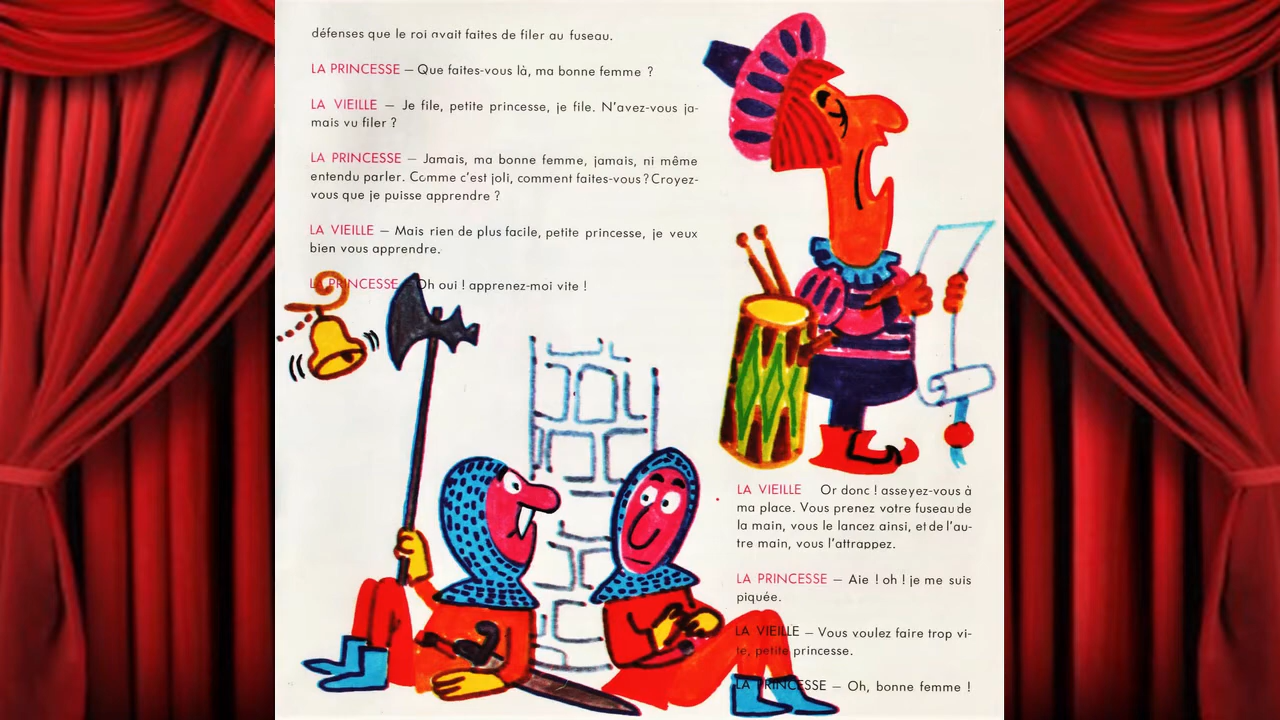 défenses que le roi avait faites de filer au fuseau.
LA PRINCESSE – Que faites-vous là, ma bonne femme ?
LA VIEILLE – Je file, petite princesse, je file. N'avez-vous ja-
mais vu filer ?
LA PRINCESSE – Jamais, ma bonne femme, jamais, ni même
entendu parler. Comme c'est joli, comment faites-vous ? Croyez-
vous que je puisse apprendre ?
LA VIEILLE – Mais rien de plus facile, petite princesse, je veux
bien vous apprendre.
LA PRINCESSE – Oh oui ! apprenez-moi vite !
LA VIEILLE Or donc ! asseyez-vous à
ma place. Vous prenez votre fuseau de
la main, vous le lancez ainsi, et de l'au-
tre main, vous l'attrappez.
LA PRINCESSE – Aie ! oh ! je me suis
piquée.
LA VIEILLE – Vous voulez faire trop vi-
te, petite princesse.
LA PRINCESSE – Oh, bonne femme !